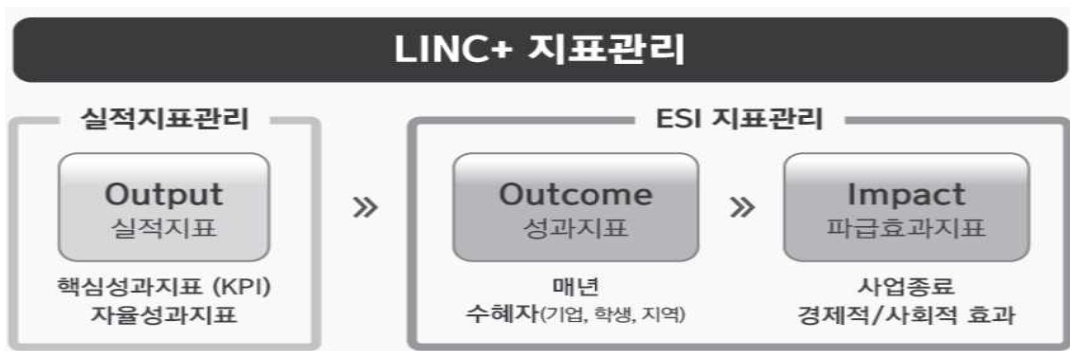 LINC+ 지표관리
실적지표관리
Output
실적지표
핵심성과지표 (KPI)
자율성과지표
»
ESI 지표관리
Outcome
성과지표
매년
수혜자(기업, 학생, 지역)
»
Impact
파급효과지표
사업종료
경제적/사회적 효과